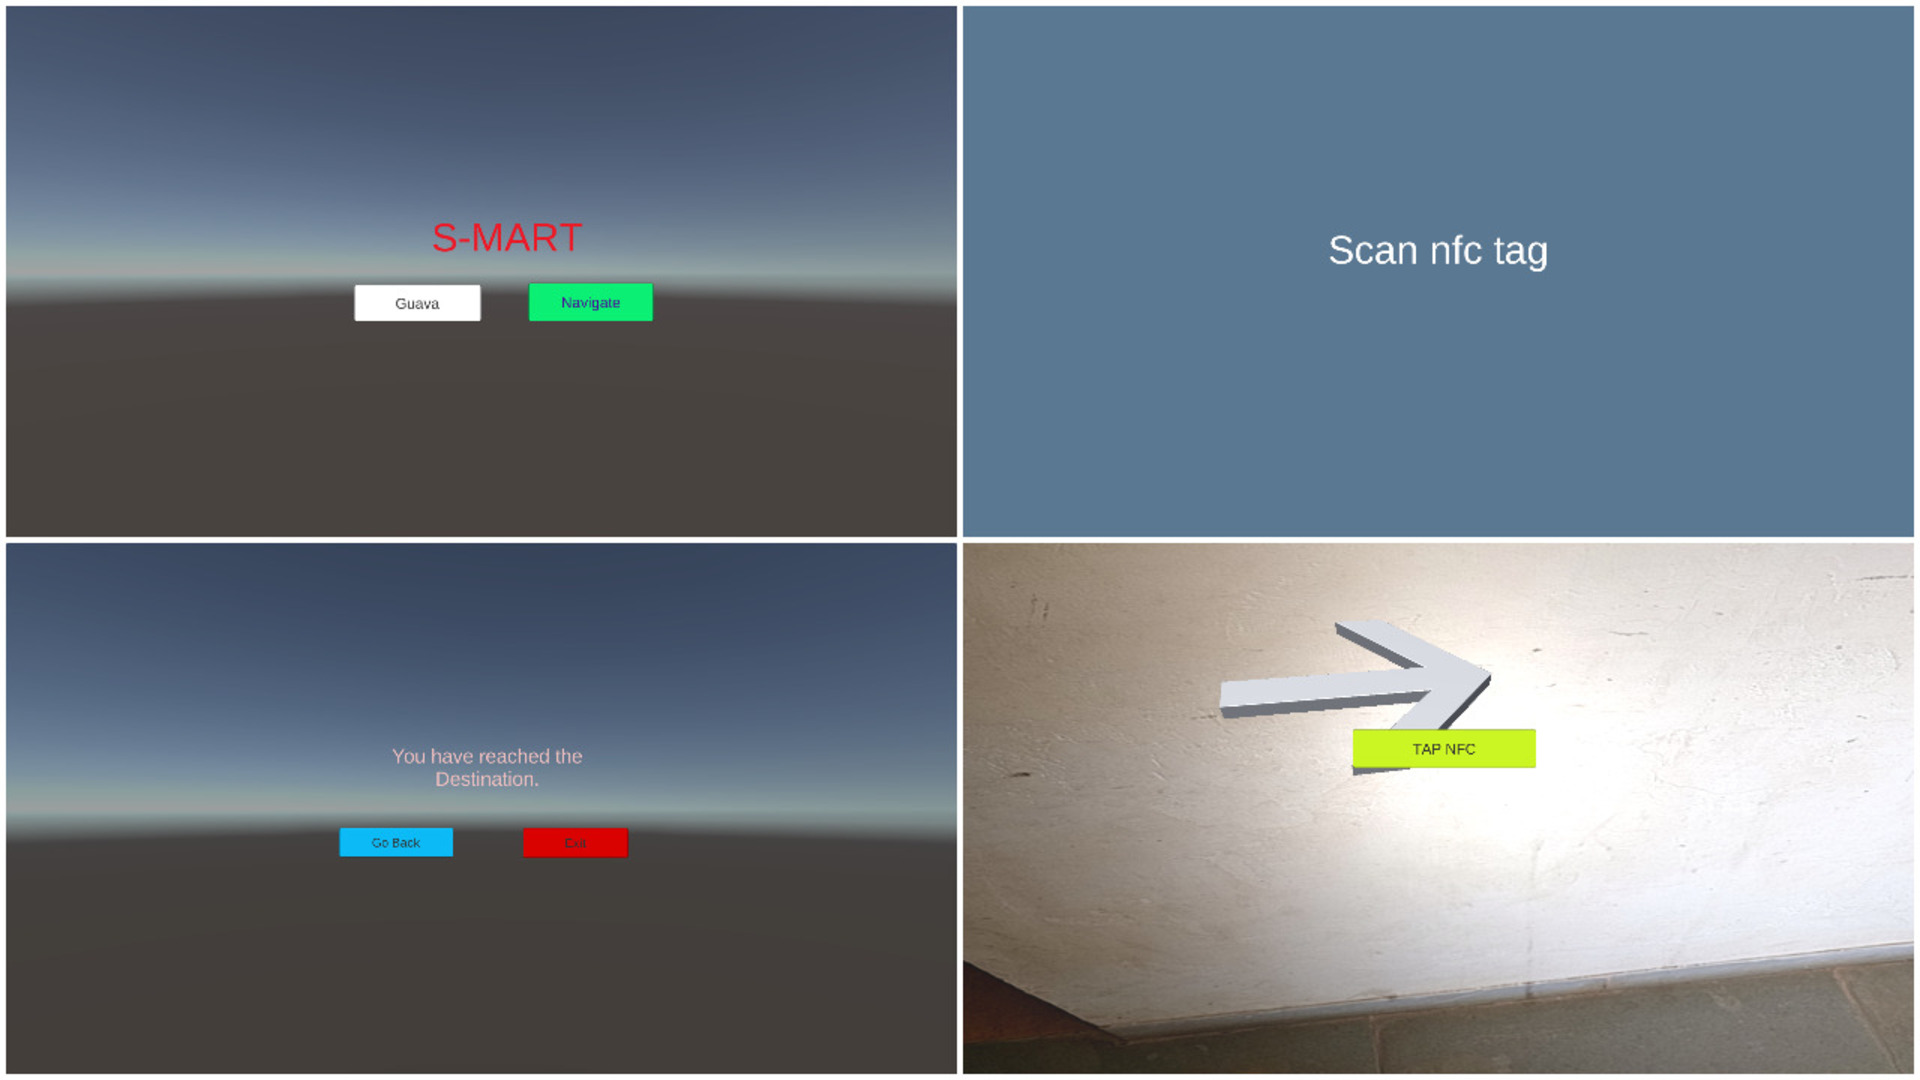 S-MART
Guava
Navigate
Scan nfc tag
You have reached the
Destination.
Go Back
Exit
TAP NFC